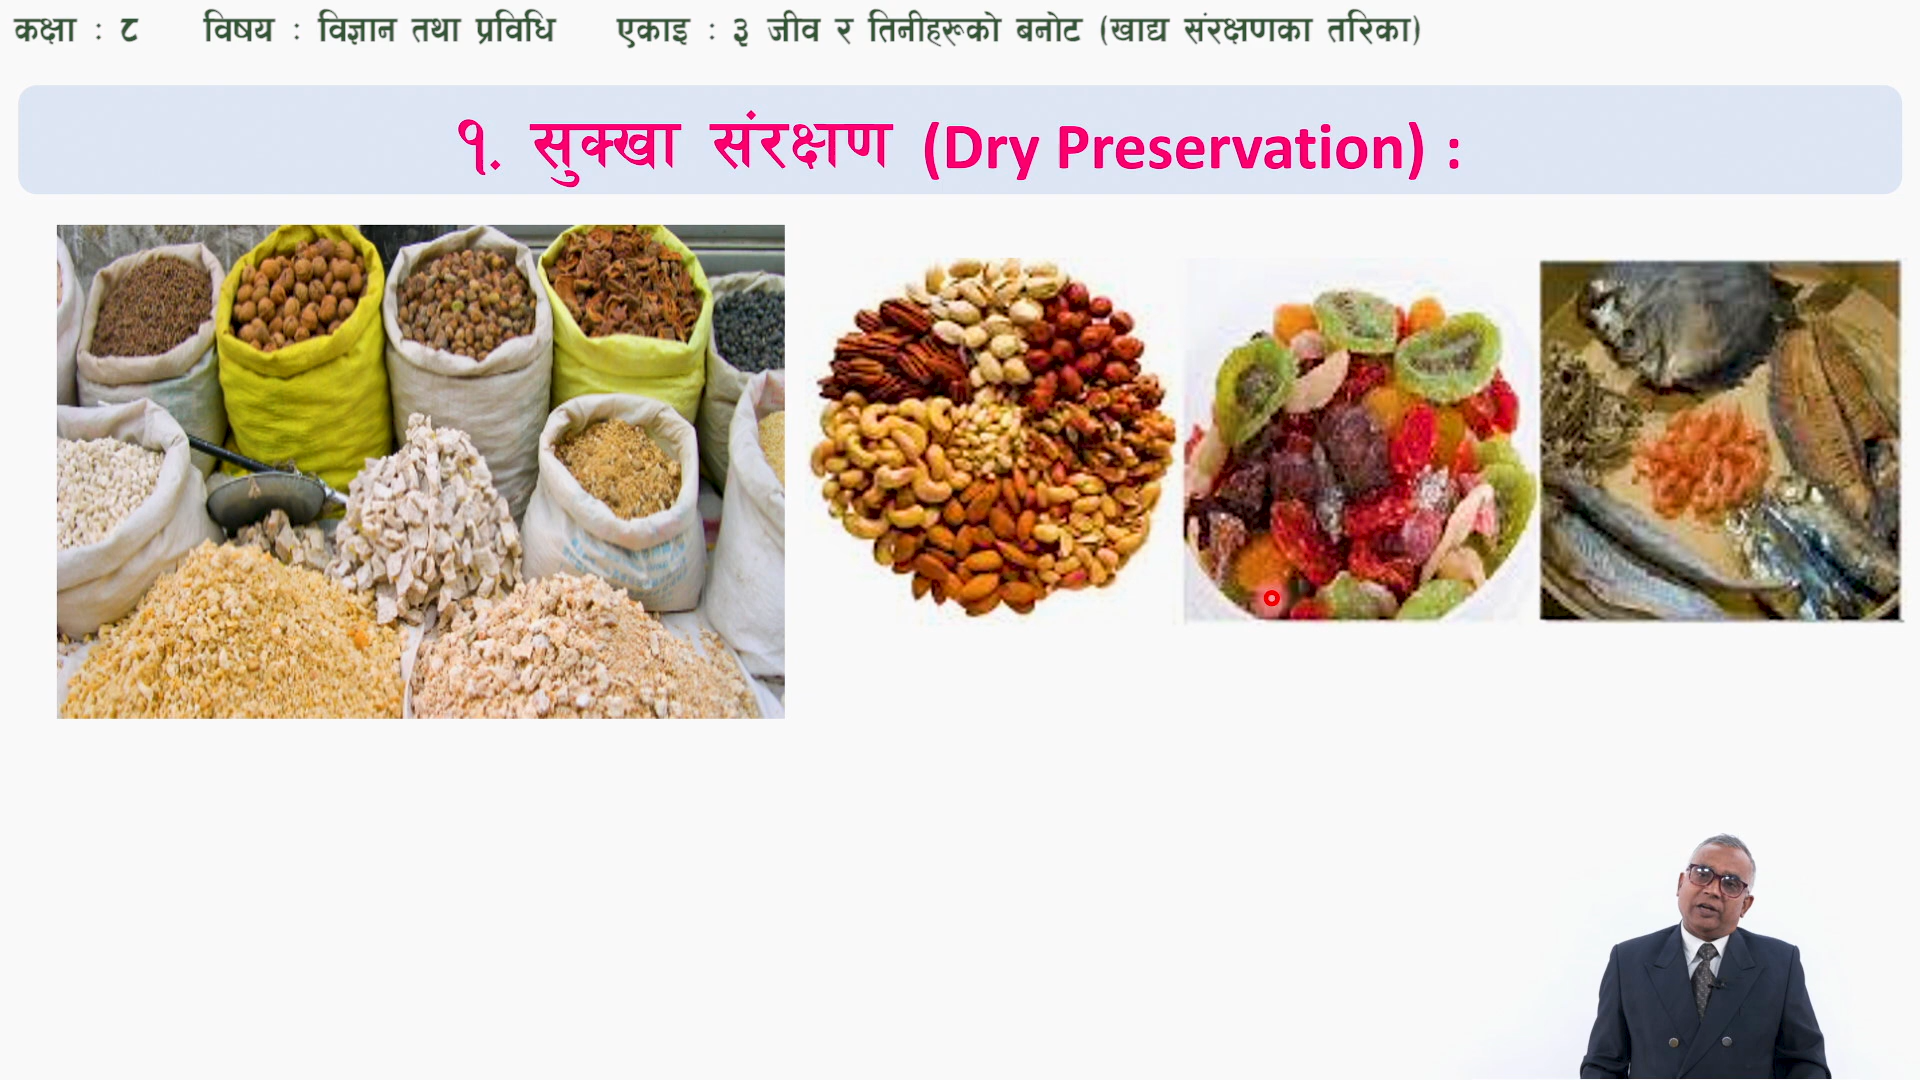 कक्षा : ८ विषय : विज्ञान तथा प्रविधि एकाइ : ३ जीव र तिनीहरूको बनोट (खाद्य संरक्षणका तरिका)
१. सुक्खा संरक्षण (Dry Preservation) :